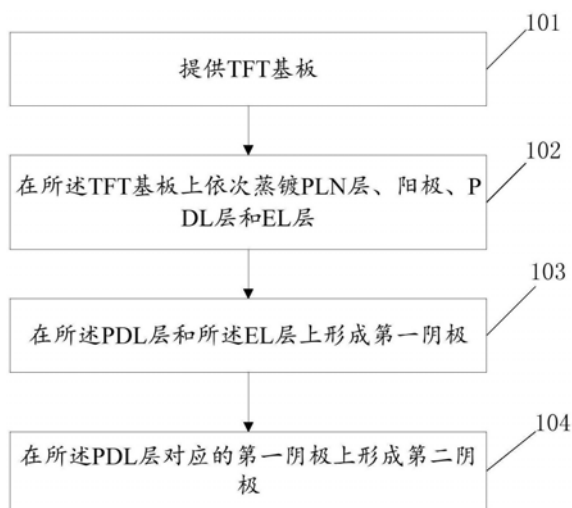 101
提供TFT基板
102
在所述TFT基板上依次蒸镀PLN层、阳极、P
DL层和EL层
103
在所述PDL层和所述EL层上形成第一阴极
104
在所述PDL层对应的第一阴极上形成第二阴
极